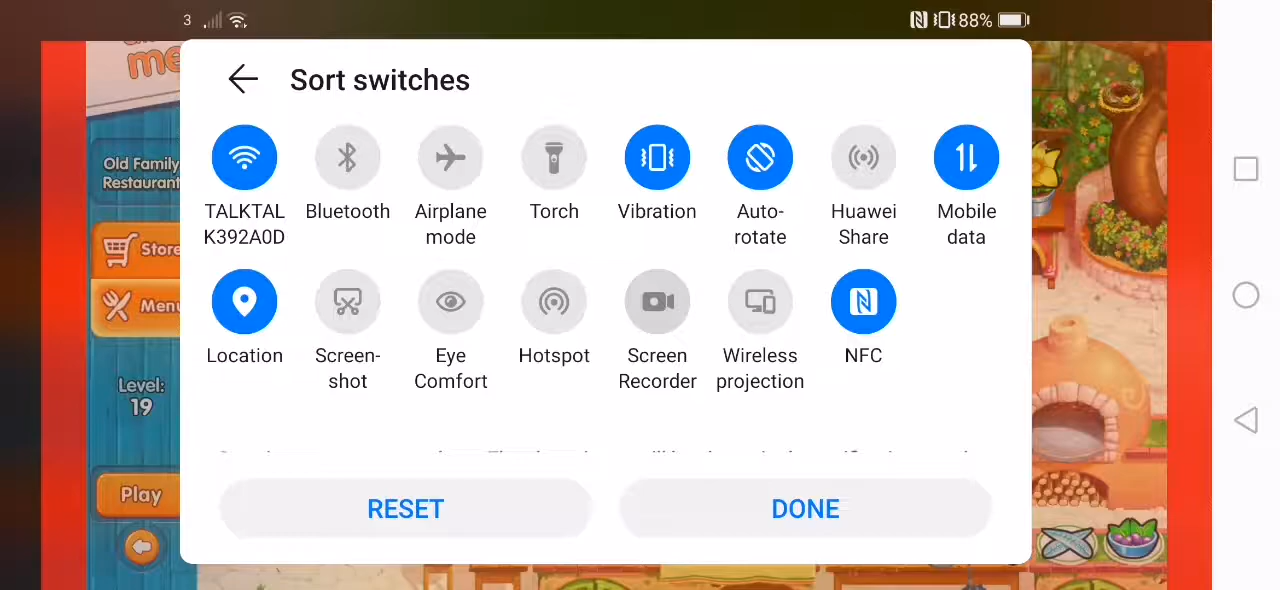 3
88%
Sort switches
me
Old Family
Restaurant
Store
Menu
Level:
19
Play
TALKTAL
K392A0D
Bluetooth
Airplane
mode
Torch
Vibration
Auto-
rotate
Huawei
Share
Mobile
data
Location
Screen-
shot
Eye
Comfort
Hotspot
Screen
Recorder
Wireless
projection
NFC
RESET
DONE